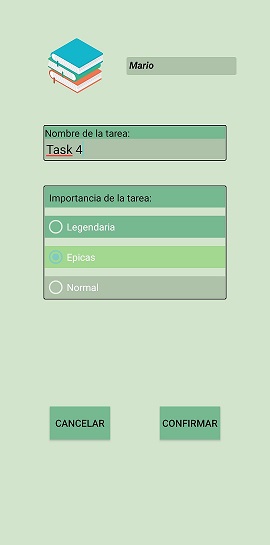 Mario
Nombre de la tarea:
Task 4
Importancia de la tarea:
Legendaria
Epicas
Normal
CANCELAR
CONFIRMAR